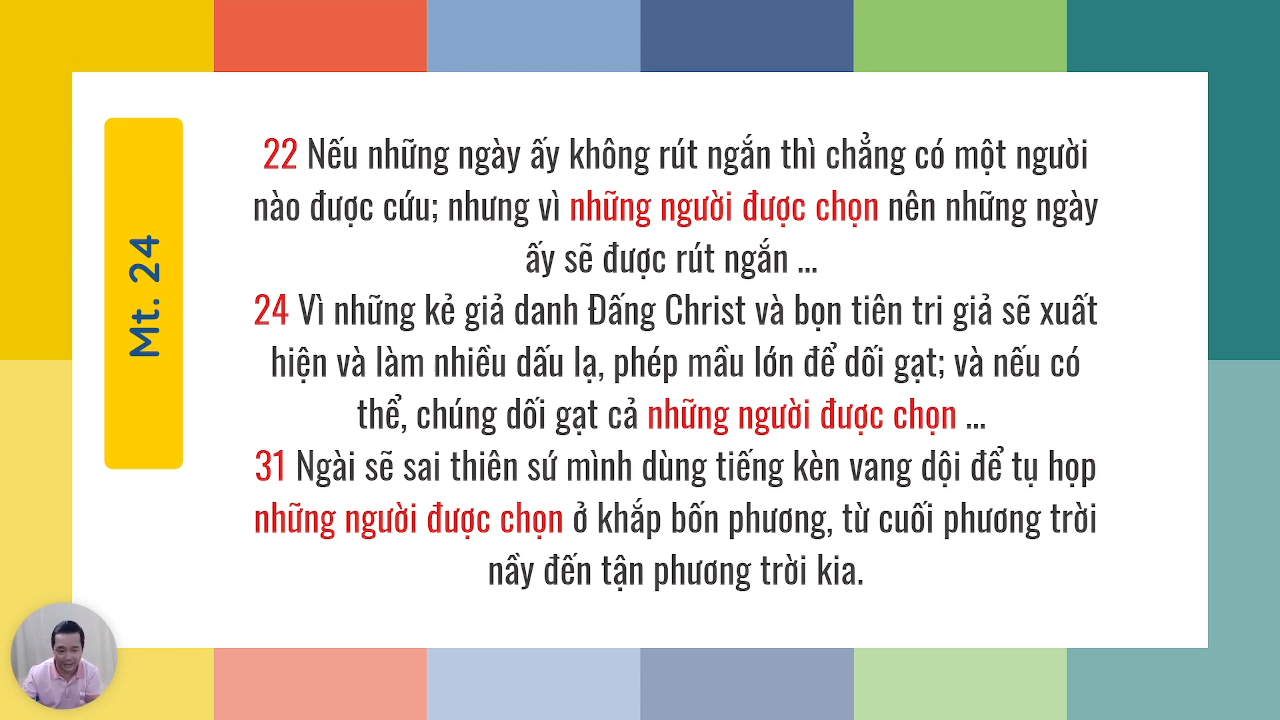 Mt. 24
22 Nếu những ngày ấy không rút ngắn thì chẳng có một người
nào được cứu; nhưng vì những người được chọn nên những ngày
ấy sẽ được rút ngắn ...
24 Vì những kẻ giả danh Đấng Christ và bọn tiên tri giả sẽ xuất
hiện và làm nhiều dấu lạ, phép mầu lớn để dối gạt; và nếu có
thể, chúng dối gạt cả những người được chọn ...
31 Ngài sẽ sai thiên sứ mình dùng tiếng kèn vang dội để tụ họp
những người được chọn ở khắp bốn phương, từ cuối phương trời
nầy đến tận phương trời kia.